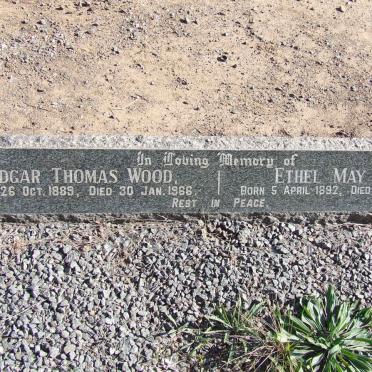 In Loving Memory of
DGAR THOMAS WOOD, ETHEL MAY
26 OCT. 1889, DIED 30 JAN. 1966. BORN 5 APRIL 1892, DIED
REST IN PEACE